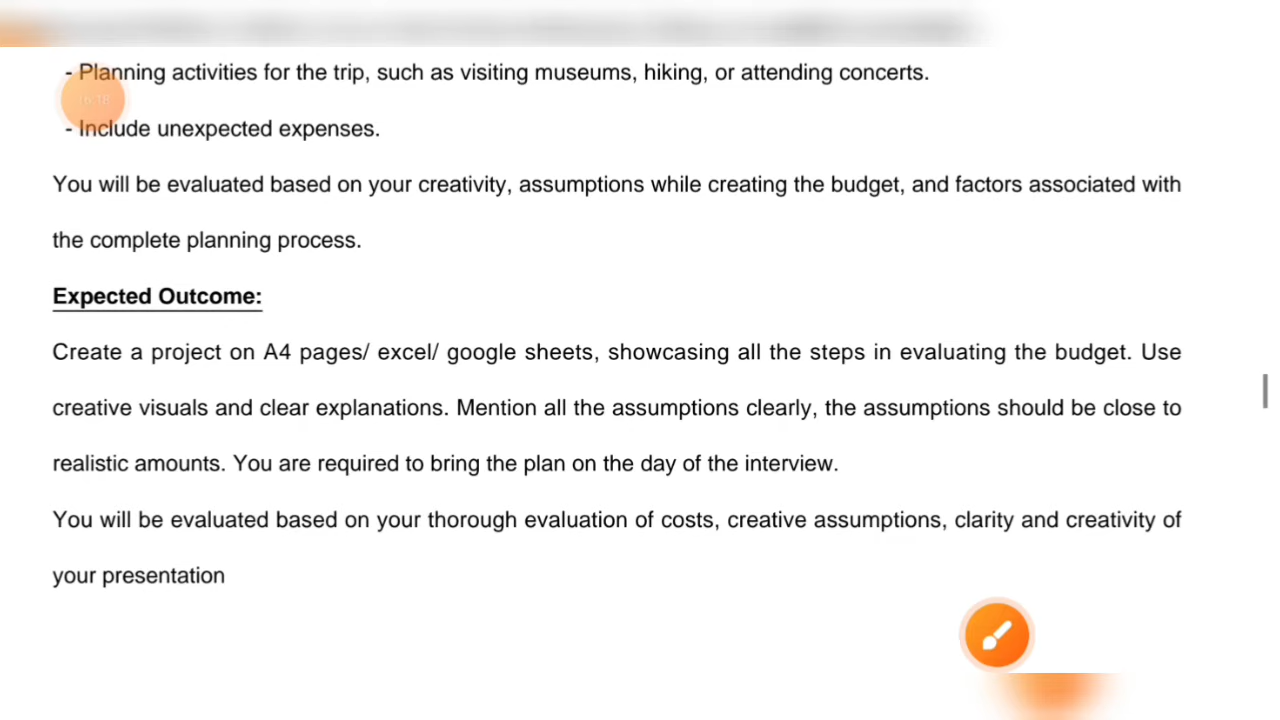 - Planning activities for the trip, such as visiting museums, hiking, or attending concerts.
16:18
- Include unexpected expenses.
You will be evaluated based on your creativity, assumptions while creating the budget, and factors associated with
the complete planning process.
Expected Outcome:
Create a project on A4 pages/ excel/ google sheets, showcasing all the steps in evaluating the budget. Use
creative visuals and clear explanations. Mention all the assumptions clearly, the assumptions should be close to
realistic amounts. You are required to bring the plan on the day of the interview.
You will be evaluated based on your thorough evaluation of costs, creative assumptions, clarity and creativity of
your presentation